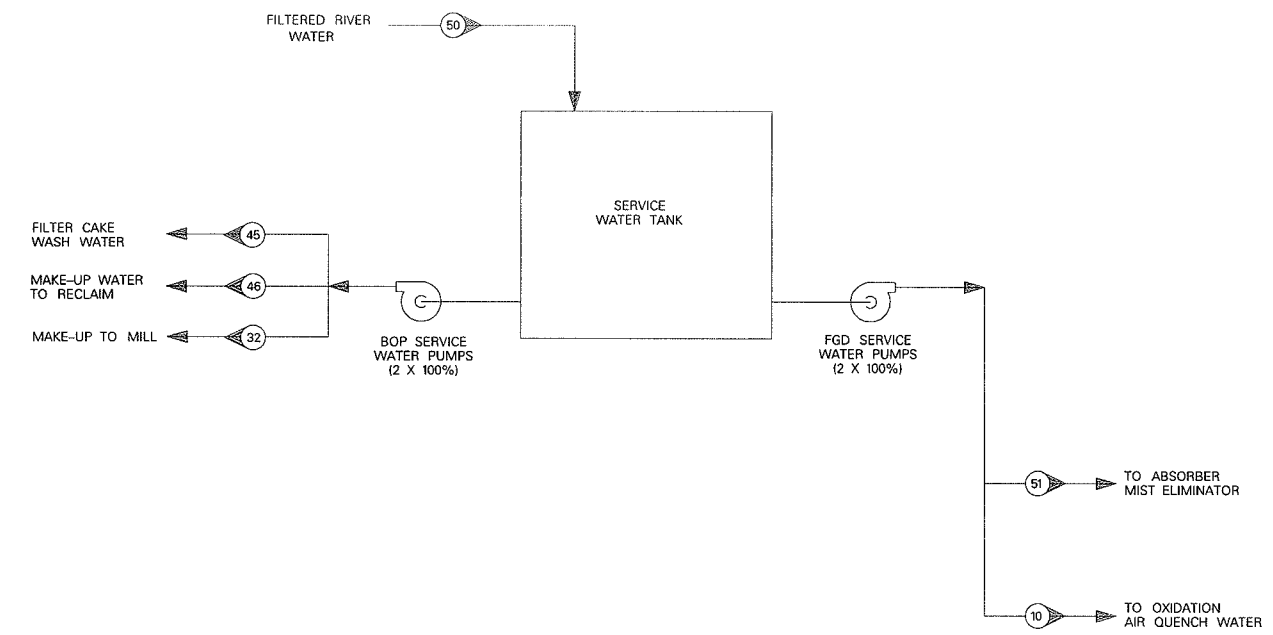 FILTERED RIVER
WATER
50
SERVICE
WATER TANK
FILTER CAKE
WASH WATER
45
MAKE-UP WATER
TO RECLAIM
46
MAKE-UP TO MILL
32
BOP SERVICE
WATER PUMPS
(2 X 100%)
FGD SERVICE
WATER PUMPS
(2 X 100%)
51
TO ABSORBER
MIST ELIMINATOR
10
TO OXIDATION
AIR QUENCH WATER